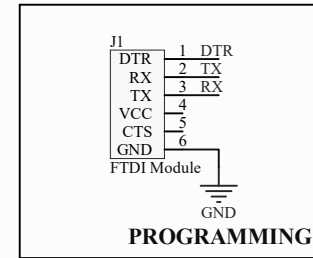 J1
DTR 1 DTR
RX 2 TX
TX 3 RX
VCC 4
CTS 5
GND 6
FTDI Module
GND
PROGRAMMING